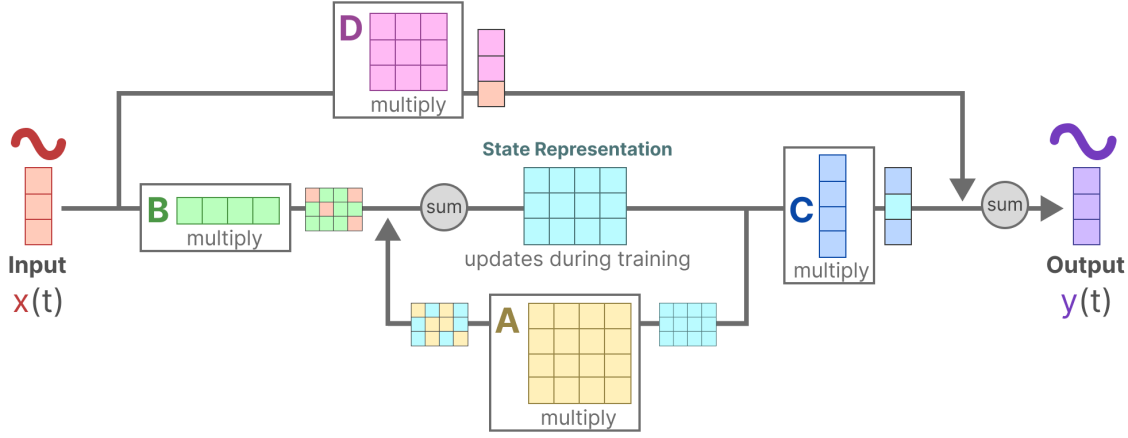 D
multiply
State Representation
B
multiply
sum
updates during training
C
multiply
sum
Input
x(t)
Output
y(t)
A
multiply